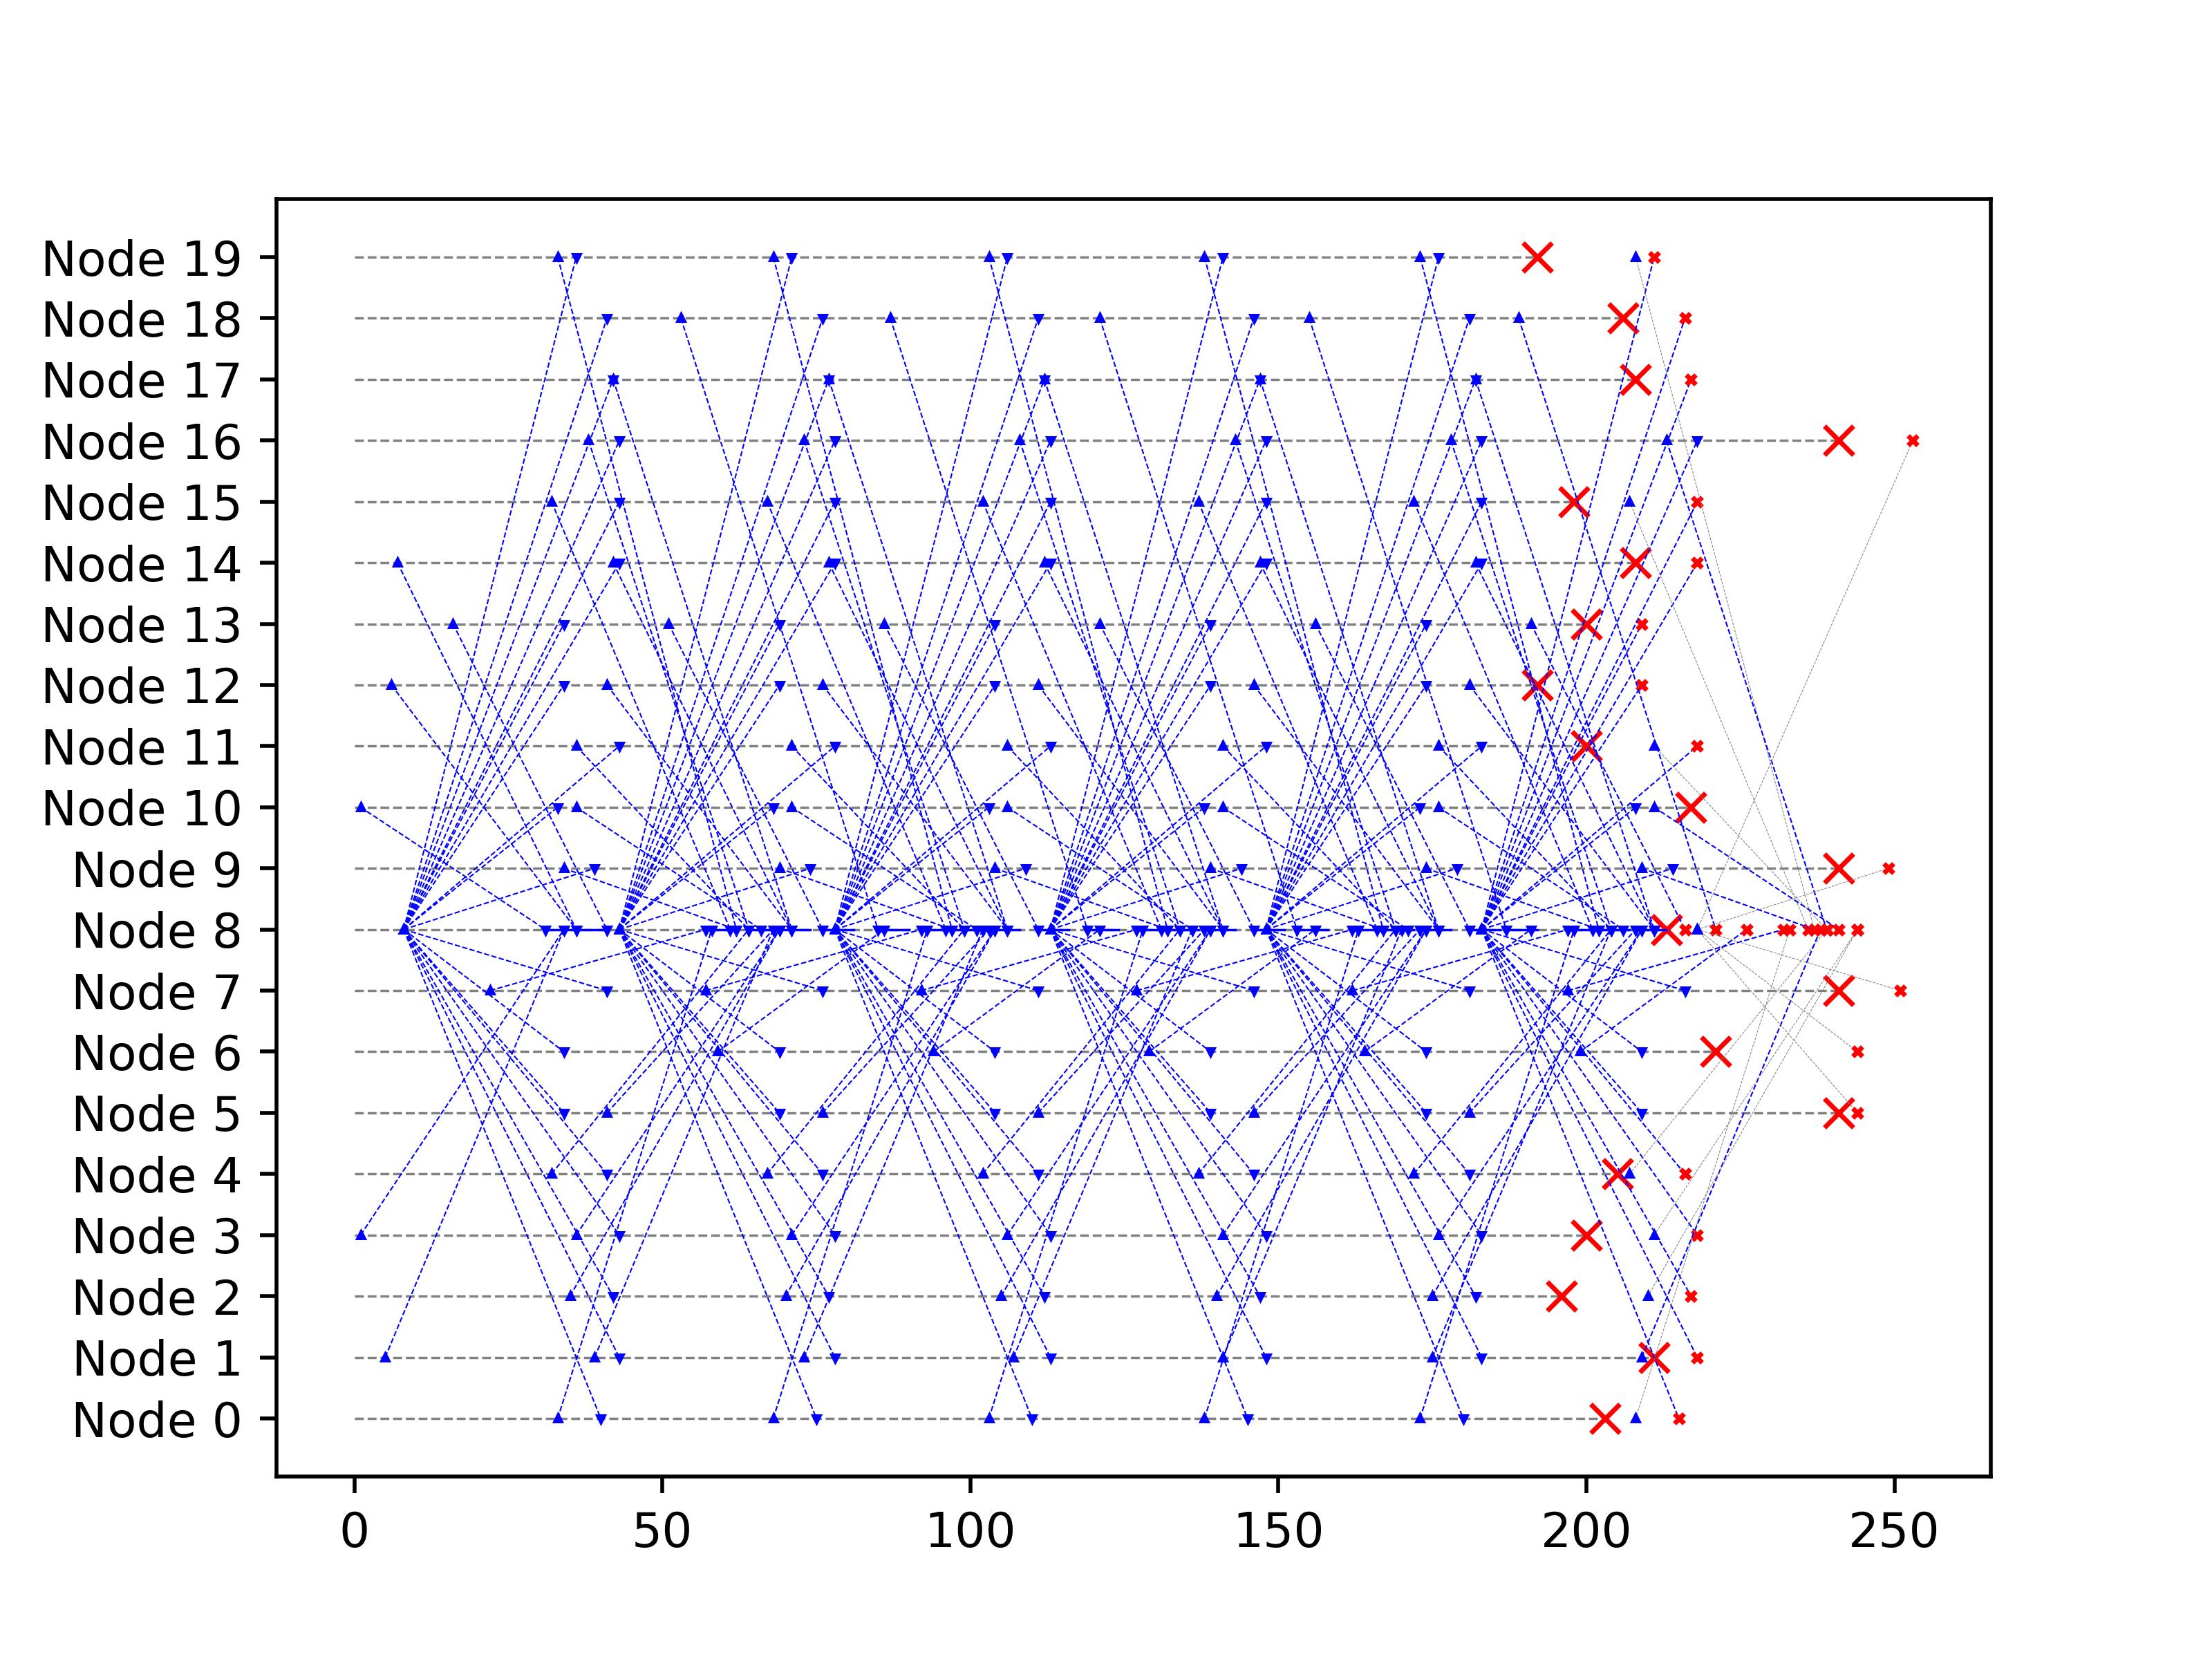 Node 19
Node 18
Node 17
Node 16
Node 15
Node 14
Node 13
Node 12
Node 11
Node 10
Node 9
Node 8
Node 7
Node 6
Node 5
Node 4
Node 3
Node 2
Node 1
Node 0
0 50 100 150 200 250